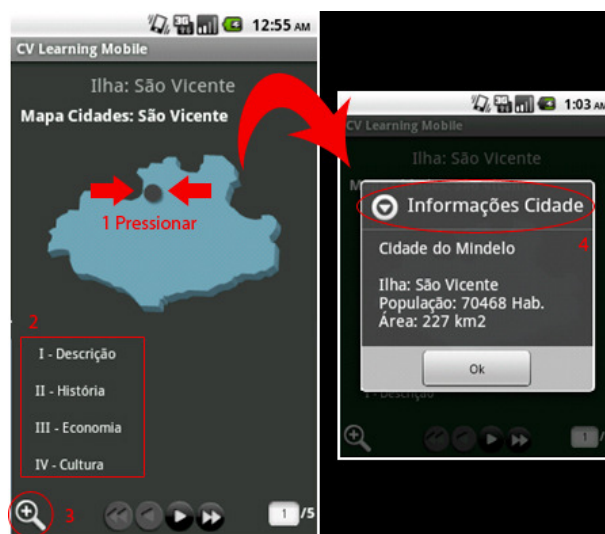 12:55 AM
CV Learning Mobile
Ilha: São Vicente
Mapa Cidades: São Vicente
1 Pressionar
2
I - Descrição
II - História
III - Economia
IV - Cultura
3
1 /5
3G
1:03 AM
CV Learning Mobile
Ilha: São Vicente
M
Informações Cidade
4
Cidade do Mindelo
Ilha: São Vicente
População: 70468 Hab.
Área: 227 km2
Ok
I - Descrição
1 /